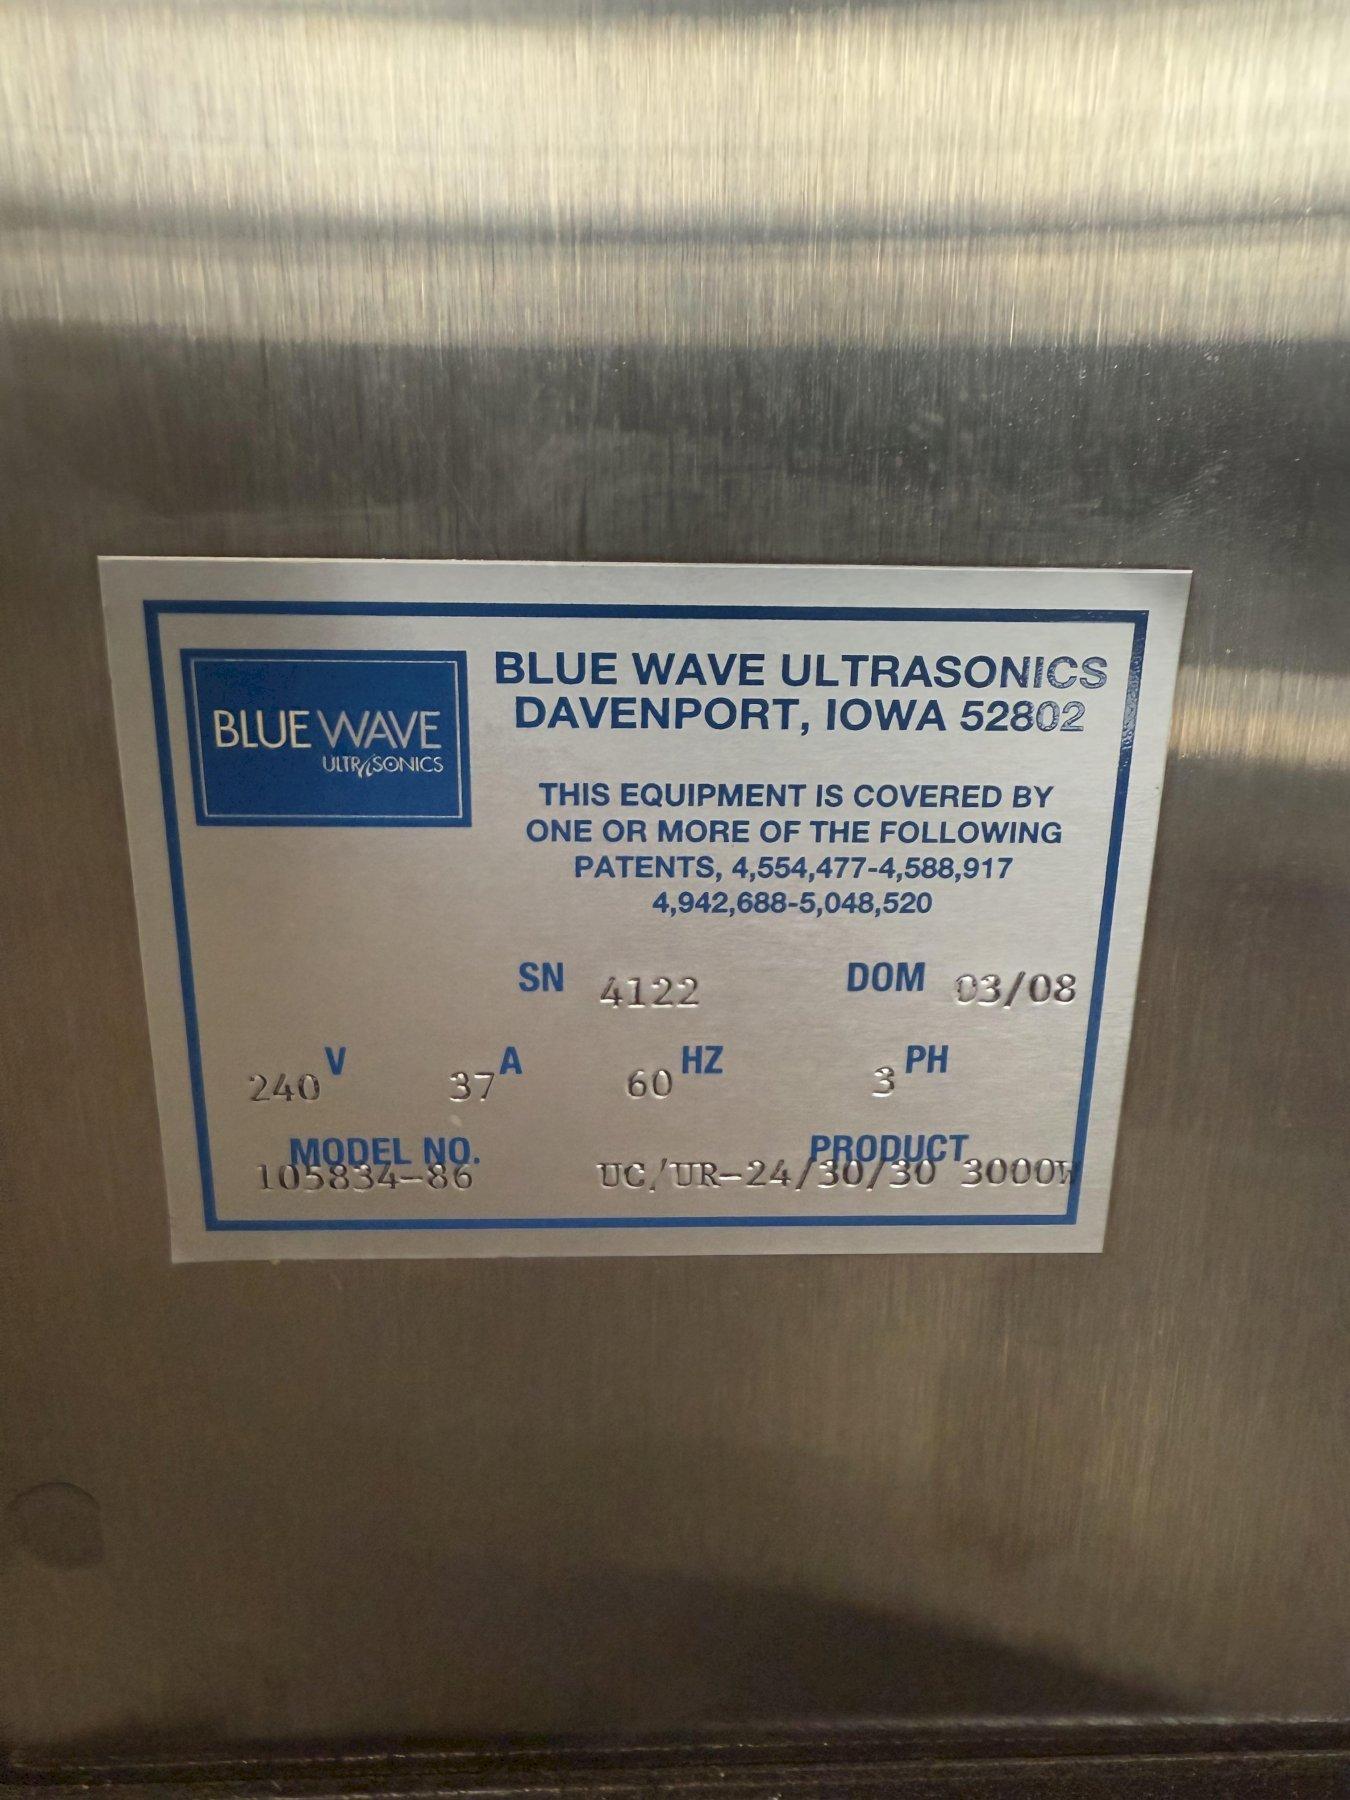 BLUE WAVE
ULTRASONICS
BLUE WAVE ULTRASONICS
DAVENPORT, IOWA 52802
THIS EQUIPMENT IS COVERED BY
ONE OR MORE OF THE FOLLOWING
PATENTS, 4,554,477-4,588,917
4,942,688-5,048,520
SN 4122 DOM 03/08
240 V 37 A 60 HZ 3 PH
MODEL NO. PRODUCT
105834-86 UC/UR-24/30/30 3000W